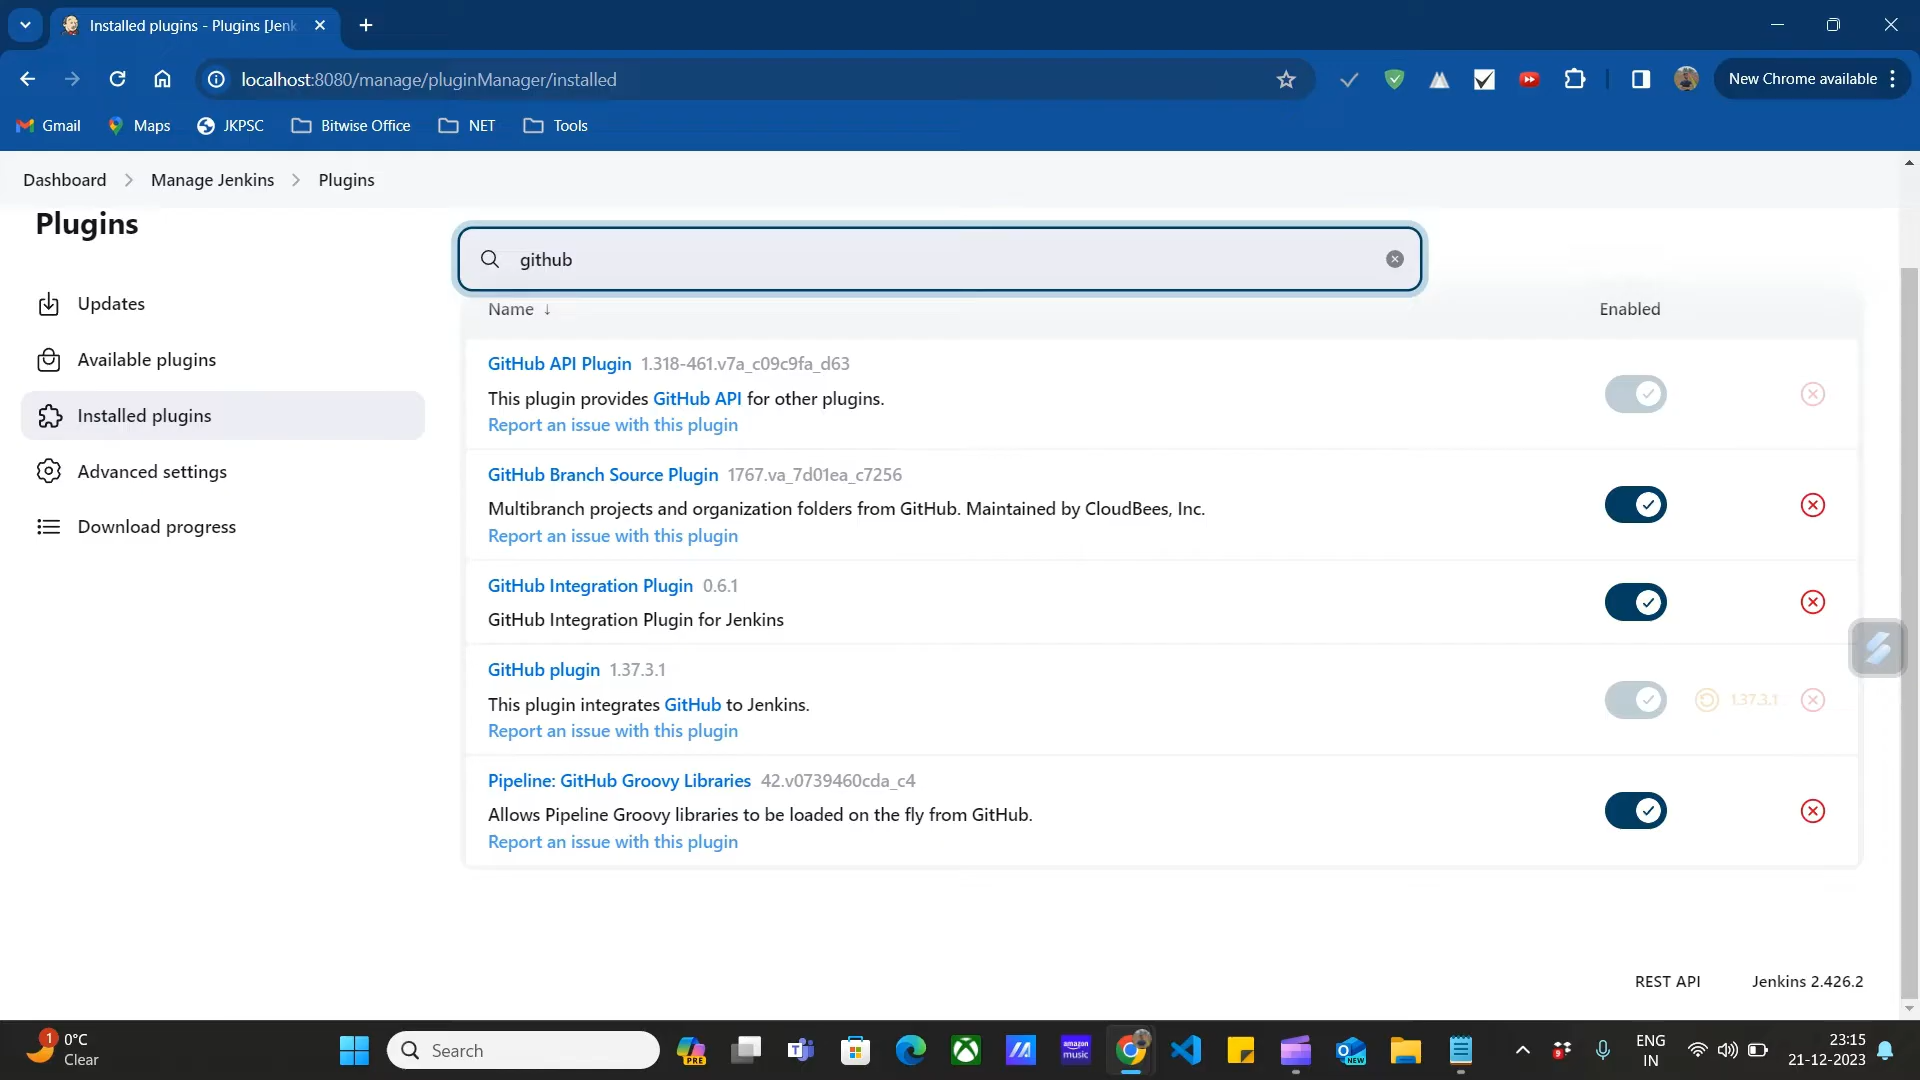 Installed plugins - Plugins [Jenk
localhost:8080/manage/pluginManager/installed
New Chrome available
Gmail
Maps
JKPSC
Bitwise Office
NET
Tools
Dashboard
Manage Jenkins
Plugins
Plugins
github
Updates
Available plugins
Installed plugins
Advanced settings
Download progress
Name ↓
Enabled
GitHub API Plugin 1.318-461.v7a_c09c9fa_d63
This plugin provides GitHub API for other plugins.
Report an issue with this plugin
GitHub Branch Source Plugin 1767.va_7d01ea_c7256
Multibranch projects and organization folders from GitHub. Maintained by CloudBees, Inc.
Report an issue with this plugin
GitHub Integration Plugin 0.6.1
GitHub Integration Plugin for Jenkins
GitHub plugin 1.37.3.1
This plugin integrates GitHub to Jenkins.
1.37.3.1
Report an issue with this plugin
Pipeline: GitHub Groovy Libraries 42.v0739460cda_c4
Allows Pipeline Groovy libraries to be loaded on the fly from GitHub.
Report an issue with this plugin
REST API
Jenkins 2.426.2
1
0°C
Clear
Search
PRE
amazon music
NEW
9
ENG
IN
23:15
21-12-2023